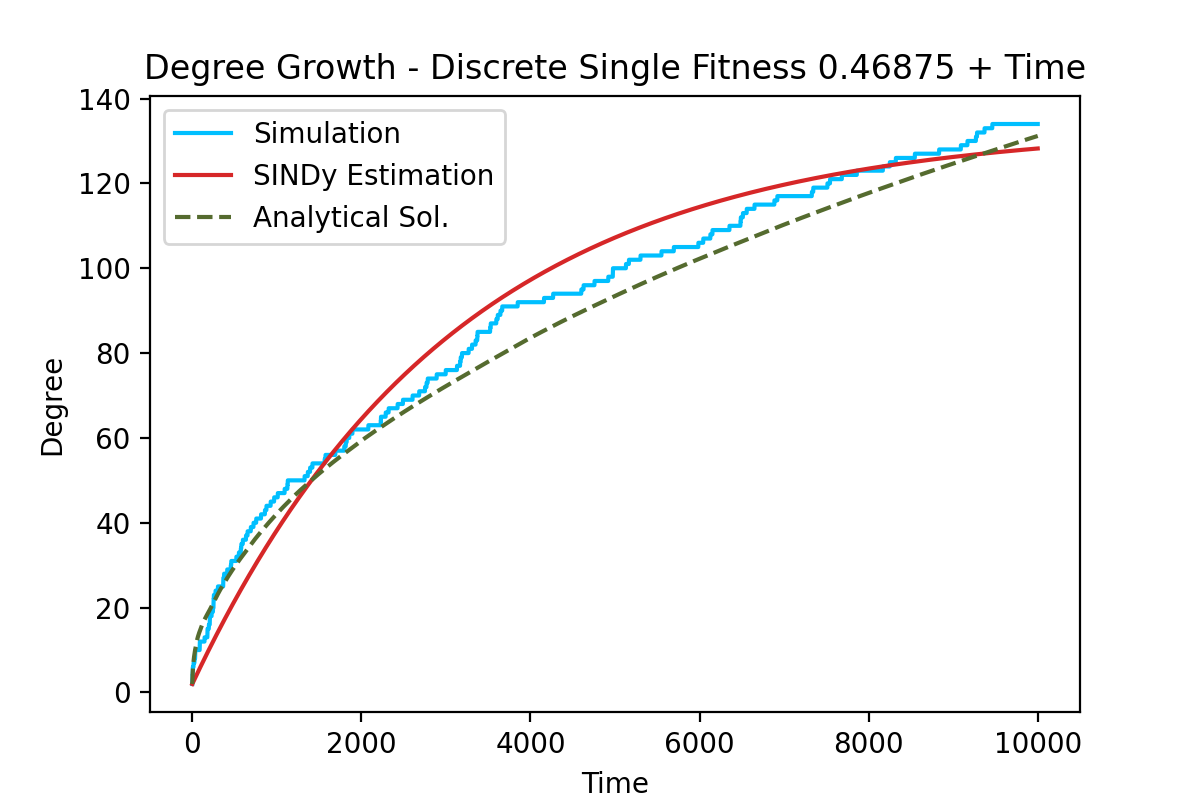 Degree Growth - Discrete Single Fitness 0.46875 + Time
140
120
100
80
60
40
20
0
Degree
Simulation
SINDy Estimation
Analytical Sol.
0 2000 4000 6000 8000 10000
Time